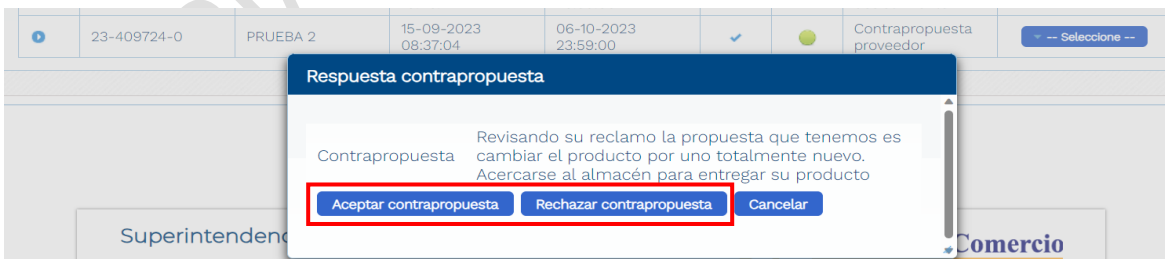 15-09-2023 06-10-2023 Contrapropuesta
23-409724-0 PRUEBA 2 -- Seleccione --
08:37:04 23:59:00 proveedor
Respuesta contrapropuesta
Revisando su reclamo la propuesta que tenemos es
Contrapropuesta cambiar el producto por uno totalmente nuevo.
Acercarse al almacén para entregar su producto
Aceptar contrapropuesta Rechazar contrapropuesta Cancelar
Comercio